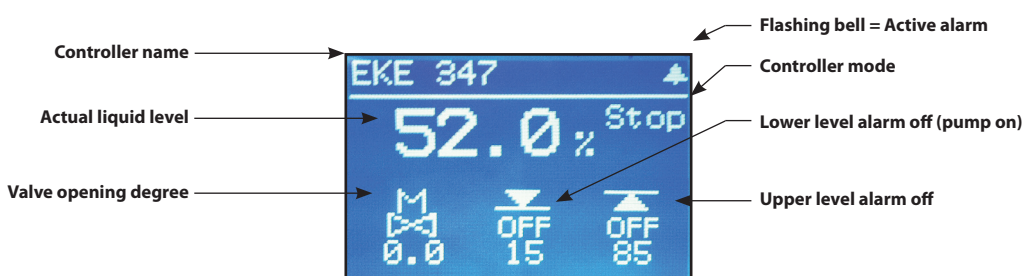 Flashing bell = Active alarm
Controller name
EKE 347
Controller mode
Actual liquid level
52.0 %
Stop
Lower level alarm off (pump on)
Valve opening degree
M
OFF
OFF
Upper level alarm off
0.0
15
85